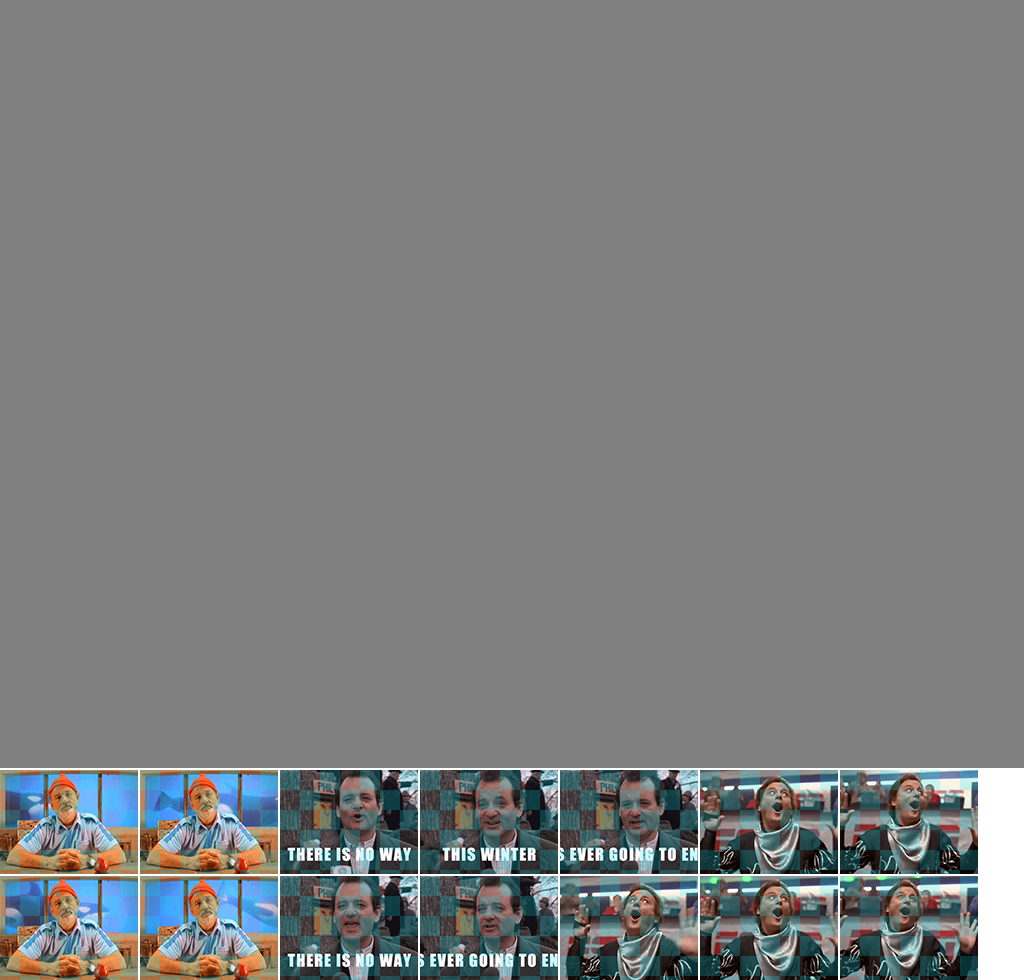 THERE IS NO WAY
THIS WINTER
S EVER GOING TO EN
THERE IS NO WAY
S EVER GOING TO EN